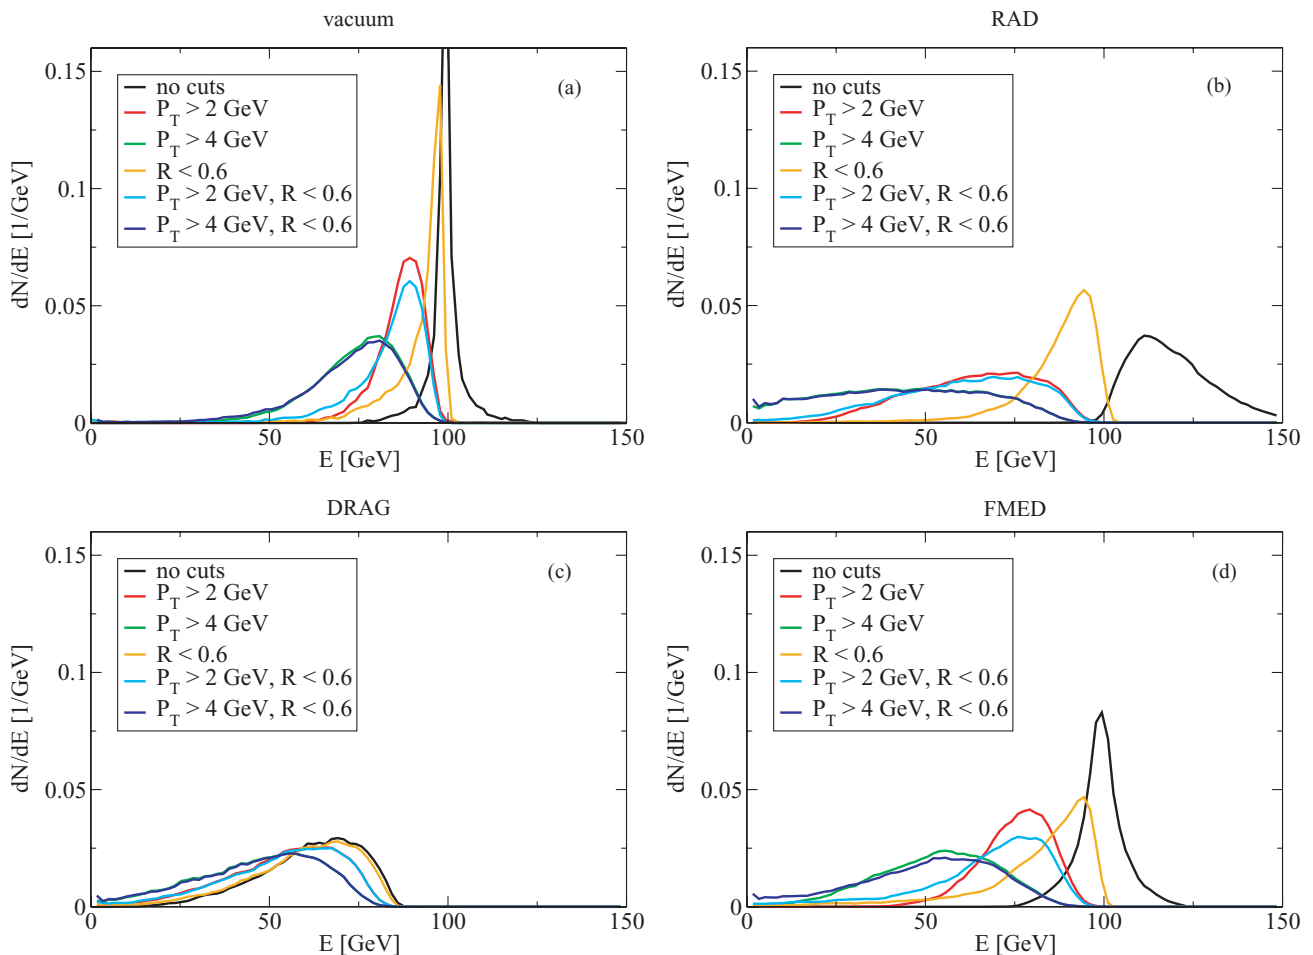 vacuum
(a)
no cuts
P_T > 2 GeV
P_T > 4 GeV
R < 0.6
P_T > 2 GeV, R < 0.6
P_T > 4 GeV, R < 0.6
0.15
0.1
0.05
0
dN/dE [1/GeV]
0 50 100 150
E [GeV]
RAD
(b)
no cuts
P_T > 2 GeV
P_T > 4 GeV
R < 0.6
P_T > 2 GeV, R < 0.6
P_T > 4 GeV, R < 0.6
0.15
0.1
0.05
0
dN/dE [1/GeV]
0 50 100 150
E [GeV]
DRAG
(c)
no cuts
P_T > 2 GeV
P_T > 4 GeV
R < 0.6
P_T > 2 GeV, R < 0.6
P_T > 4 GeV, R < 0.6
0.15
0.1
0.05
0
dN/dE [1/GeV]
0 50 100 150
E [GeV]
FMED
(d)
no cuts
P_T > 2 GeV
P_T > 4 GeV
R < 0.6
P_T > 2 GeV, R < 0.6
P_T > 4 GeV, R < 0.6
0.15
0.1
0.05
0
dN/dE [1/GeV]
0 50 100 150
E [GeV]